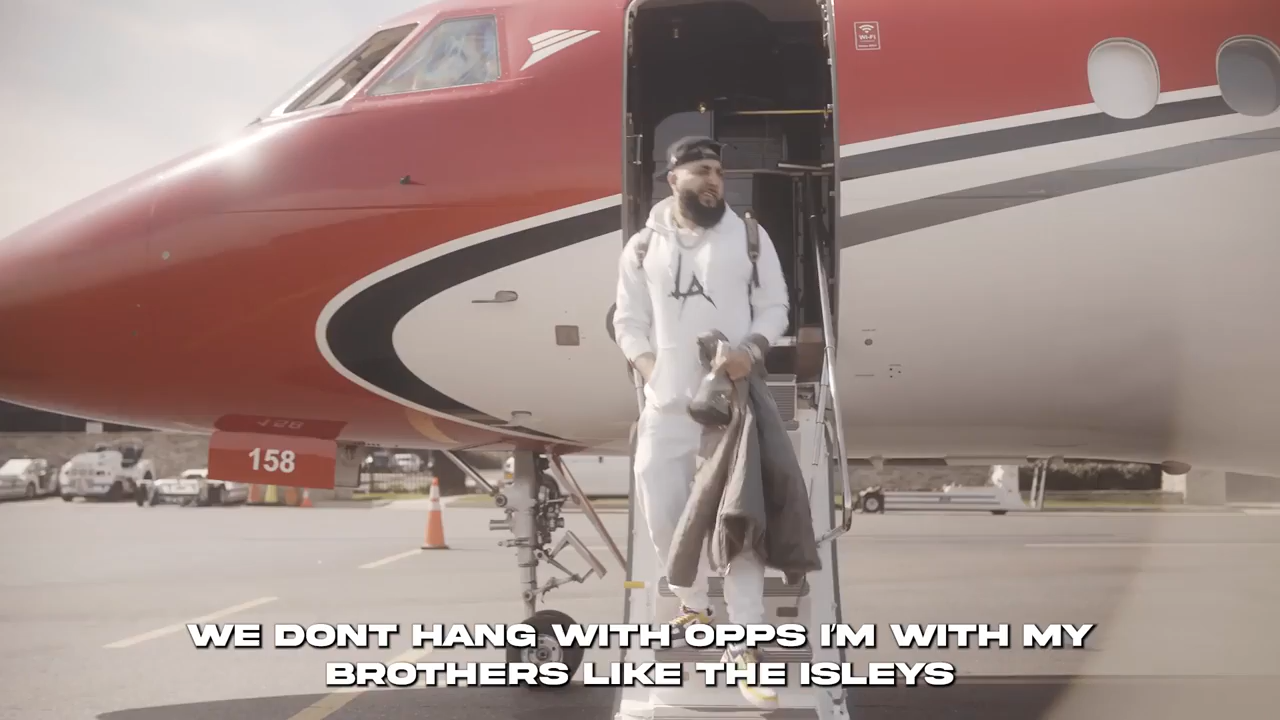 Wi-Fi
LA
158
WE DONT HANG WITH OPPS I'M WITH MY
BROTHERS LIKE THE ISLEYS